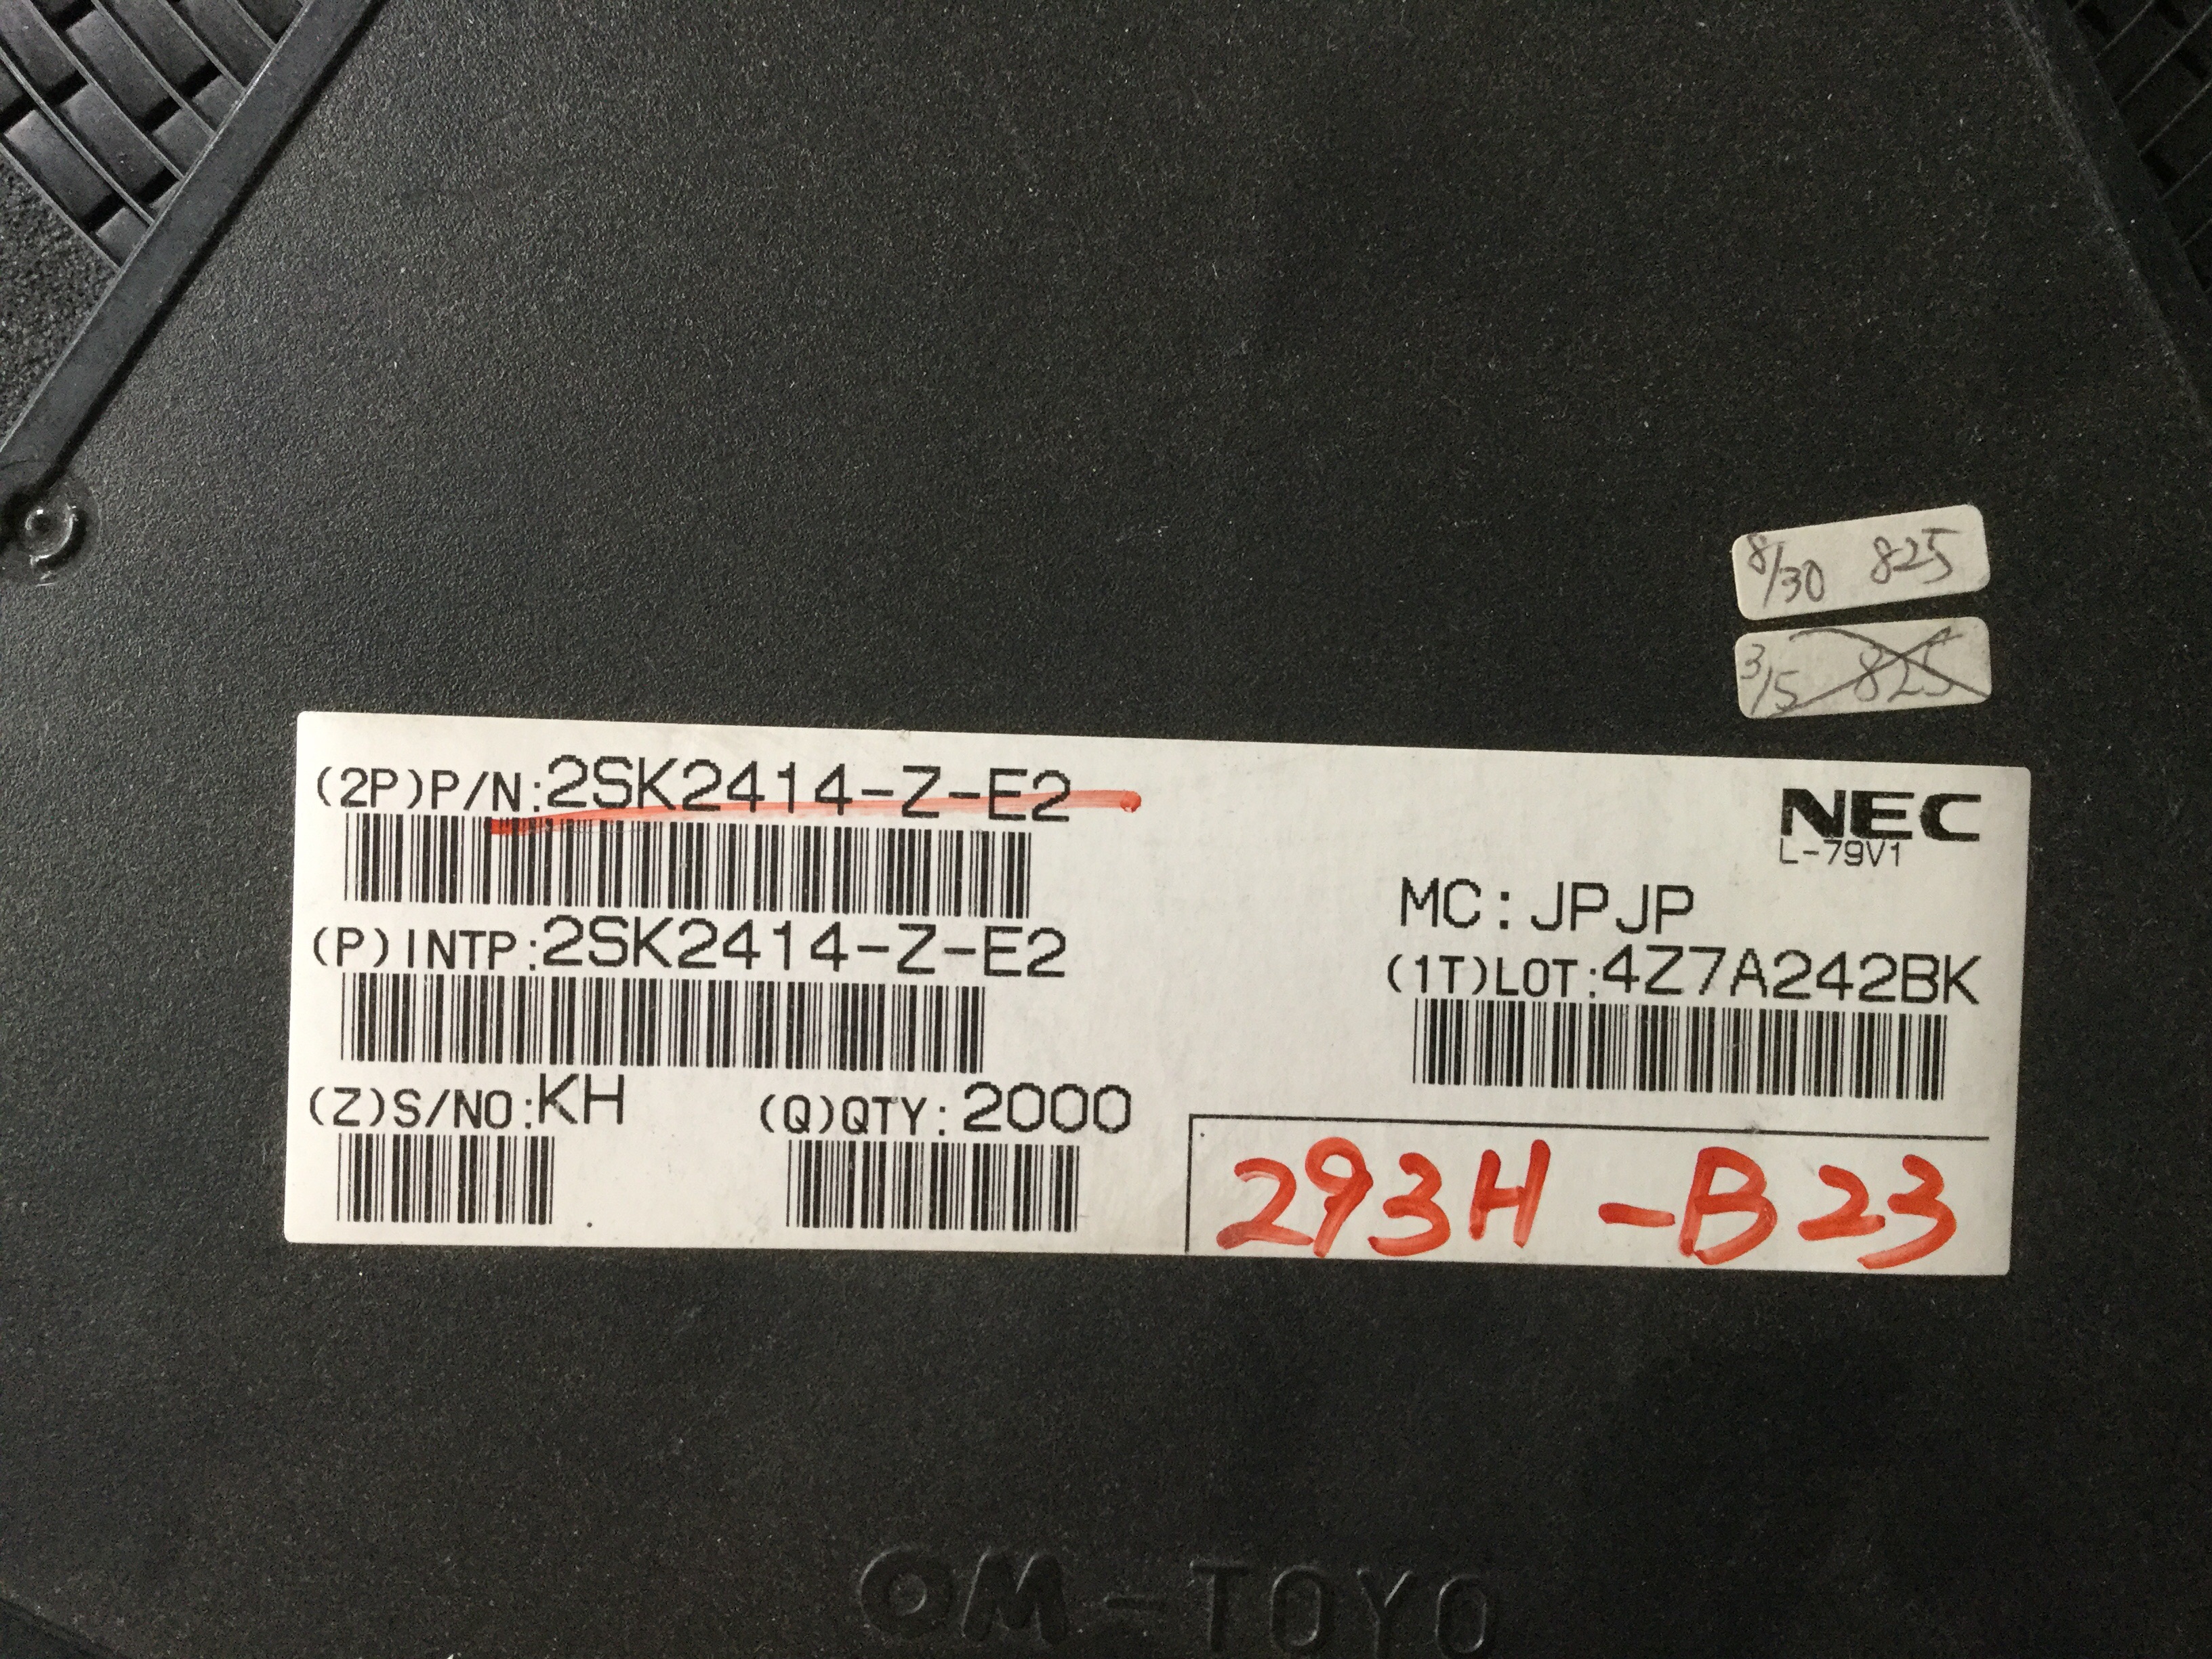 8/30 825
3/15 825
(2P)P/N:2SK2414-Z-E2
NEC
L-79V1
MC:JPJP
(P)INTP:2SK2414-Z-E2
(1T)LOT:4Z7A242BK
(Z)S/NO:KH (Q)QTY:2000
293H-B23
OM-TOYO